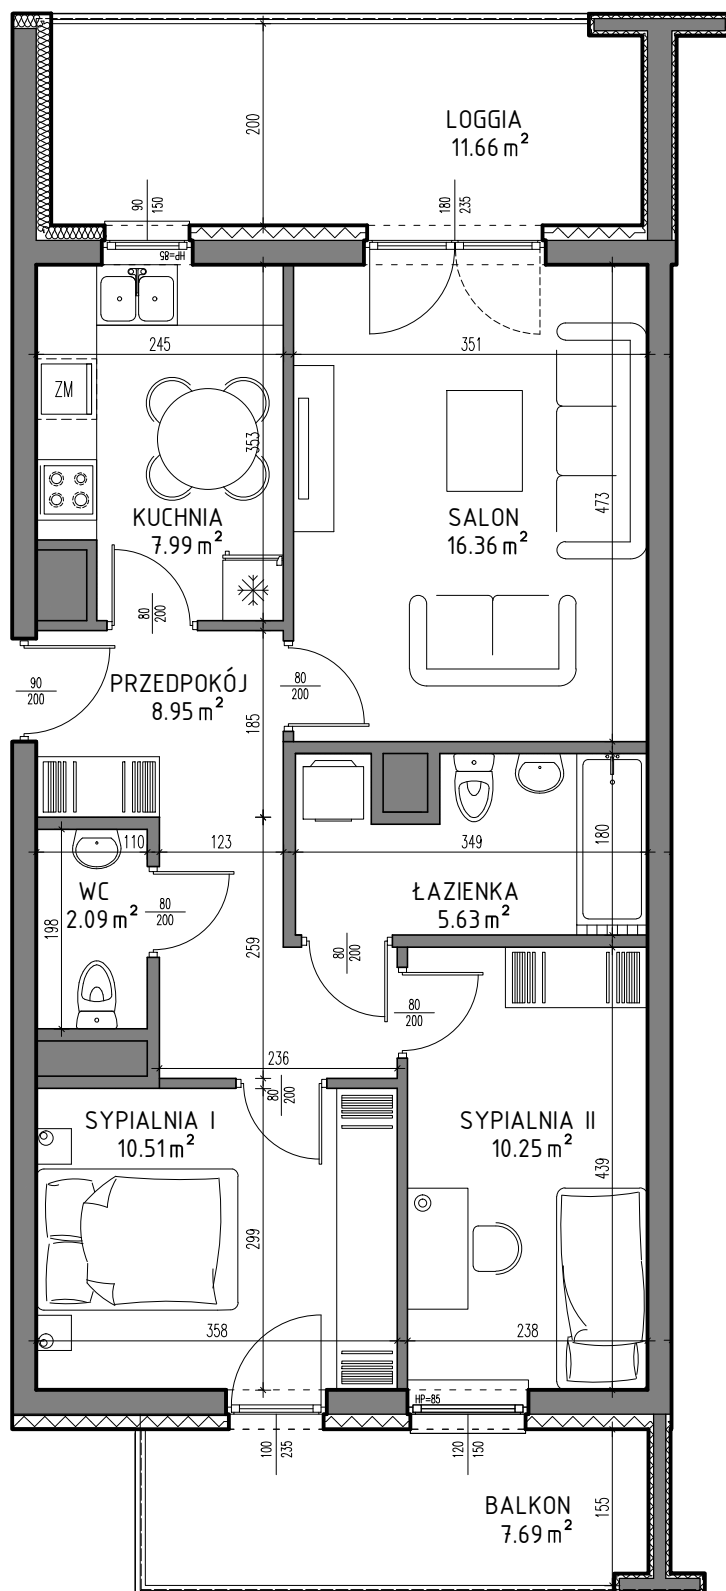 200
LOGGIA
11.66 m²
90
150
180
235
HP=85
245
351
ZM
353
473
KUCHNIA
7.99 m²
SALON
16.36 m²
80
200
90
200
PRZEDPOKÓJ
8.95 m²
80
200
185
110
123
349
180
WC
2.09 m²
198
80
200
ŁAZIENKA
5.63 m²
259
80
200
80
200
236
80
200
SYPIALNIA I
10.51 m²
SYPIALNIA II
10.25 m²
439
299
358
238
HP=85
100
235
120
150
BALKON
7.69 m²
155